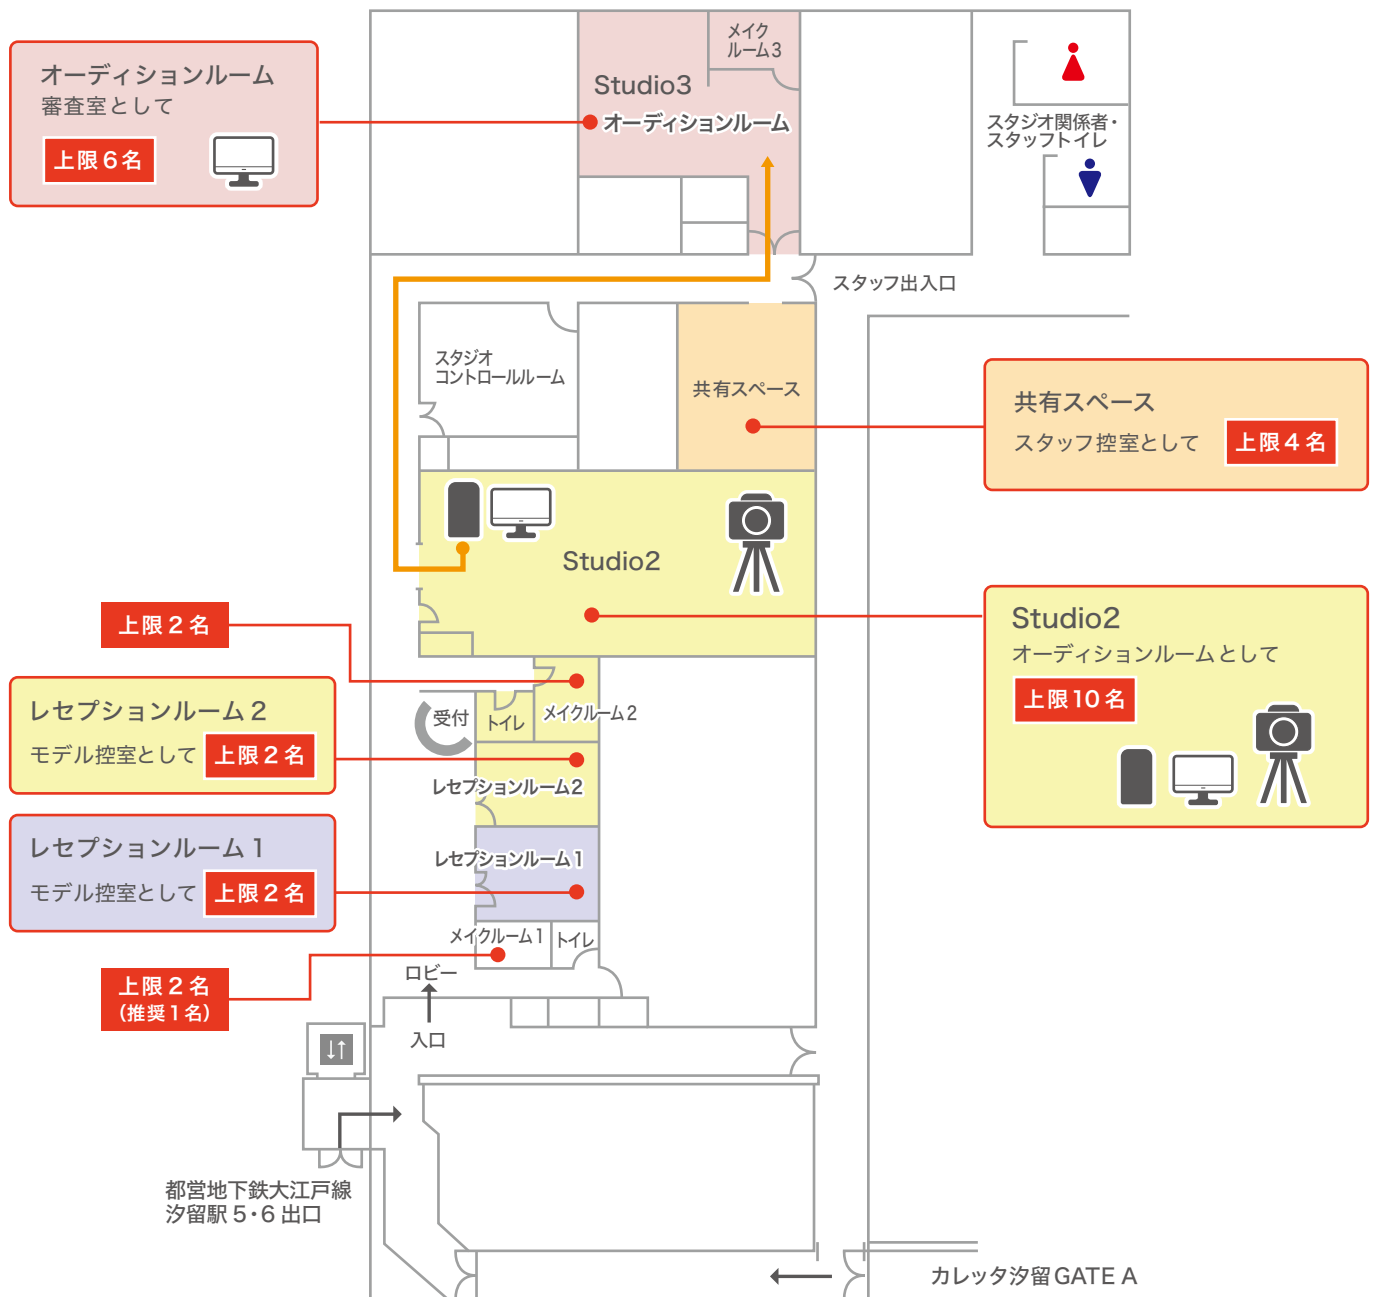 オーディションルーム
審査室として
上限6名
メイク
ルーム3
Studio3
オーディションルーム
スタジオ関係者・
スタッフトイレ
スタッフ出入口
スタジオ
コントロールルーム
共有スペース
共有スペース
スタッフ控室として
上限4名
Studio2
Studio2
オーディションルームとして
上限10名
上限2名
レセプションルーム2
モデル控室として
上限2名
受付
トイレ
メイクルーム2
レセプションルーム2
レセプションルーム1
モデル控室として
上限2名
レセプションルーム1
メイクルーム1
トイレ
上限2名
(推奨1名)
ロビー
入口
都営地下鉄大江戸線
汐留駅5・6出口
カレッタ汐留GATE A